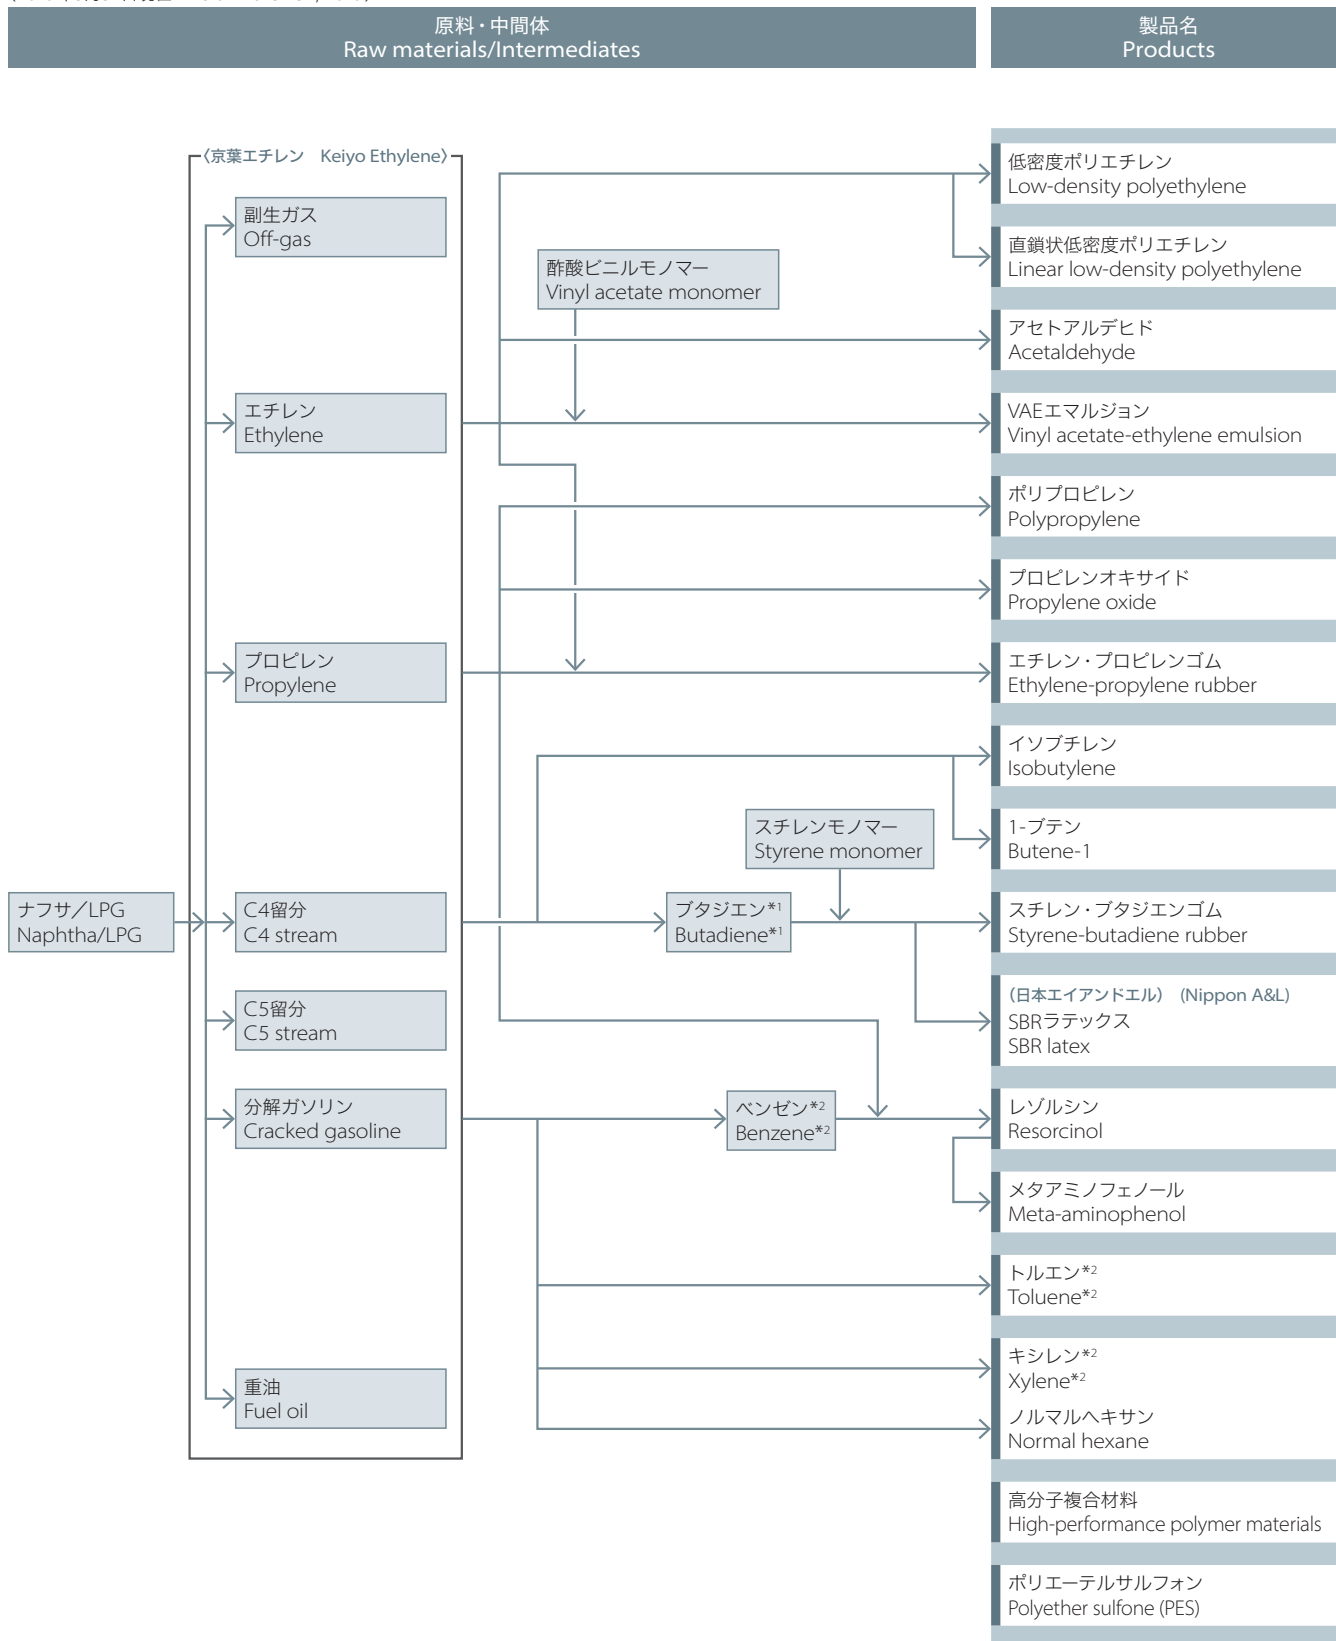 原料・中間体
Raw materials/Intermediates
製品名
Products
〈京葉エチレン Keiyo Ethylene〉
副生ガス
Off-gas
酢酸ビニルモノマー
Vinyl acetate monomer
エチレン
Ethylene
プロピレン
Propylene
スチレンモノマー
Styrene monomer
ナフサ／LPG
Naphtha/LPG
C4留分
C4 stream
ブタジエン*1
Butadiene*1
C5留分
C5 stream
分解ガソリン
Cracked gasoline
ベンゼン*2
Benzene*2
重油
Fuel oil
低密度ポリエチレン
Low-density polyethylene
直鎖状低密度ポリエチレン
Linear low-density polyethylene
アセトアルデヒド
Acetaldehyde
VAEエマルジョン
Vinyl acetate-ethylene emulsion
ポリプロピレン
Polypropylene
プロピレンオキサイド
Propylene oxide
エチレン・プロピレンゴム
Ethylene-propylene rubber
イソブチレン
Isobutylene
1-ブテン
Butene-1
スチレン・ブタジエンゴム
Styrene-butadiene rubber
（日本エイアンドエル） (Nippon A&L)
SBRラテックス
SBR latex
レゾルシン
Resorcinol
メタアミノフェノール
Meta-aminophenol
トルエン*2
Toluene*2
キシレン*2
Xylene*2
ノルマルヘキサン
Normal hexane
高分子複合材料
High-performance polymer materials
ポリエーテルサルフォン
Polyether sulfone (PES)